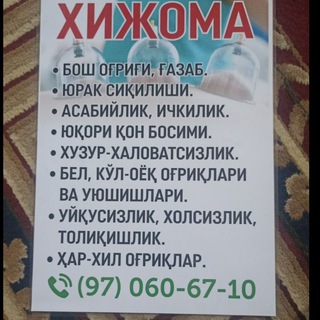 ХИЖОМА
• БОШ ОҒРИҒИ, ҒАЗАБ.
• ЮРАК СИҚИЛИШИ.
• АСАБИЙЛИК, ИЧКИЛИК.
• ЮҚОРИ ҚОН БОСИМИ.
• ХУЗУР-ХАЛОВАТСИЗЛИК.
• БЕЛ, КЎЛ-ОЁҚ ОҒРИҚЛАРИ
ВА УЮШИШЛАРИ.
• УЙҚУСИЗЛИК, ХОЛСИЗЛИК,
ТОЛИҚИШЛИК.
• ҲАР-ХИЛ ОҒРИҚЛАР.
(97) 060-67-10